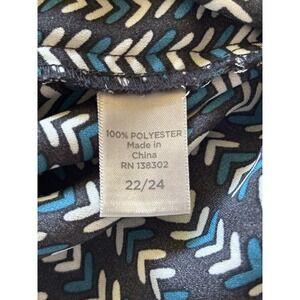 100% POLYESTER
Made in
China
RN 138302
22/24